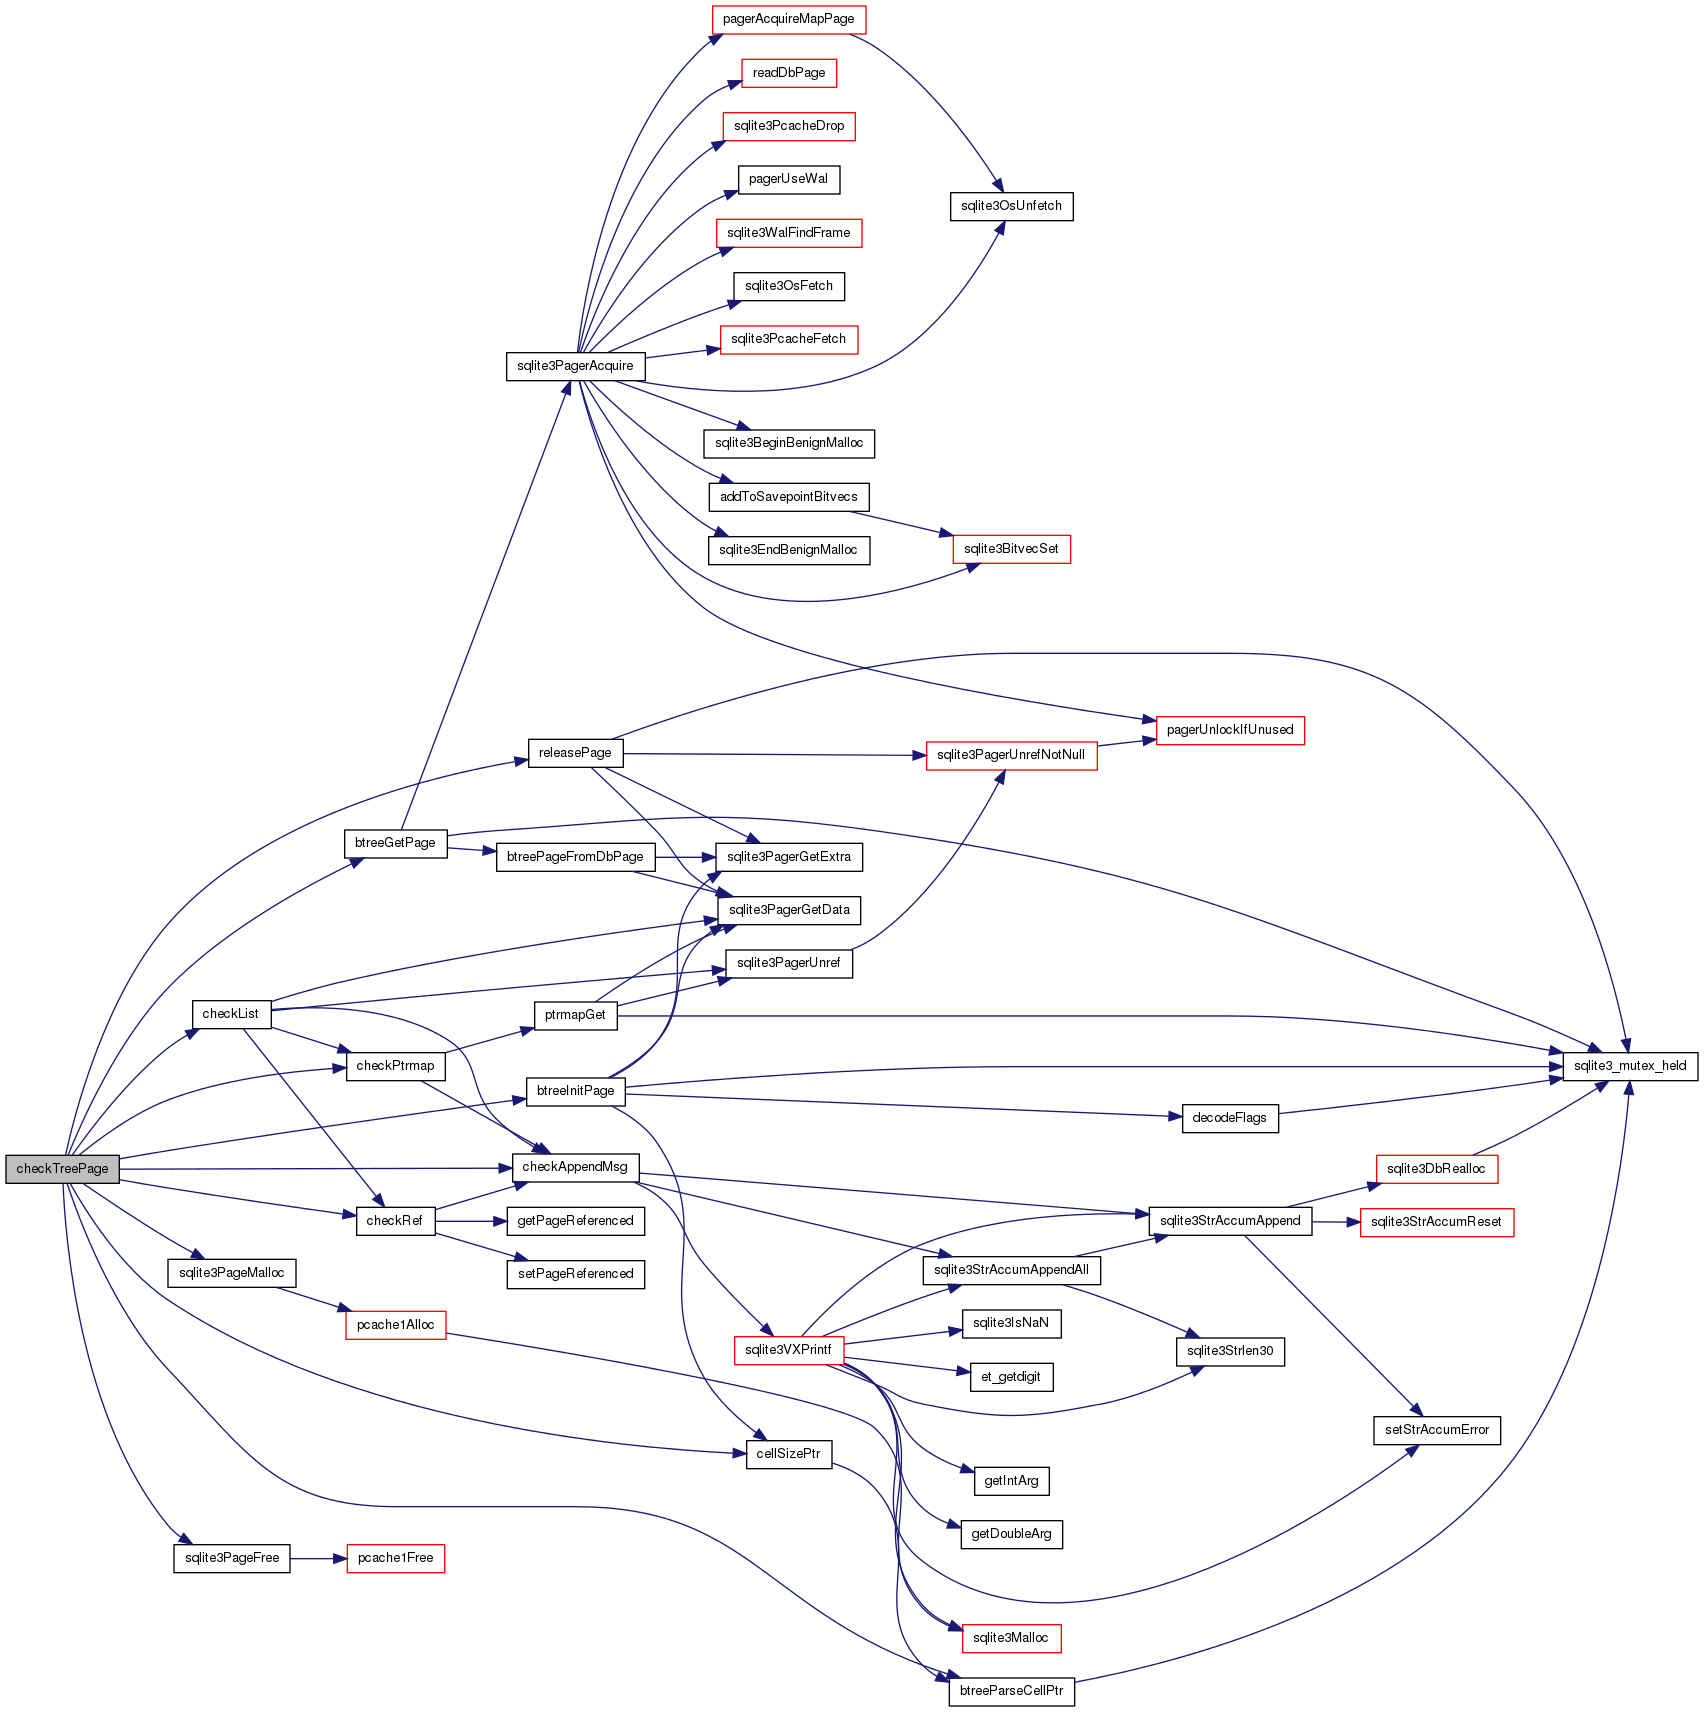 pagerAcquireMapPage
readDbPage
sqlite3PcacheDrop
pagerUseWal
sqlite3OsUnfetch
sqlite3WalFindFrame
sqlite3OsFetch
sqlite3PcacheFetch
sqlite3PagerAcquire
sqlite3BeginBenignMalloc
addToSavepointBitvecs
sqlite3EndBenignMalloc
sqlite3BitvecSet
pagerUnlockIfUnused
releasePage
sqlite3PagerUnrefNotNull
btreeGetPage
btreePageFromDbPage
sqlite3PagerGetExtra
sqlite3PagerGetData
sqlite3PagerUnref
checkList
ptrmapGet
checkPtrmap
sqlite3_mutex_held
btreeInitPage
decodeFlags
checkTreePage
checkAppendMsg
sqlite3DbRealloc
checkRef
getPageReferenced
sqlite3StrAccumAppend
sqlite3StrAccumReset
sqlite3PageMalloc
setPageReferenced
sqlite3StrAccumAppendAll
pcache1Alloc
sqlite3IsNaN
sqlite3VXPrintf
sqlite3Strlen30
et_getdigit
setStrAccumError
cellSizePtr
getIntArg
getDoubleArg
sqlite3PageFree
pcache1Free
sqlite3Malloc
btreeParseCellPtr